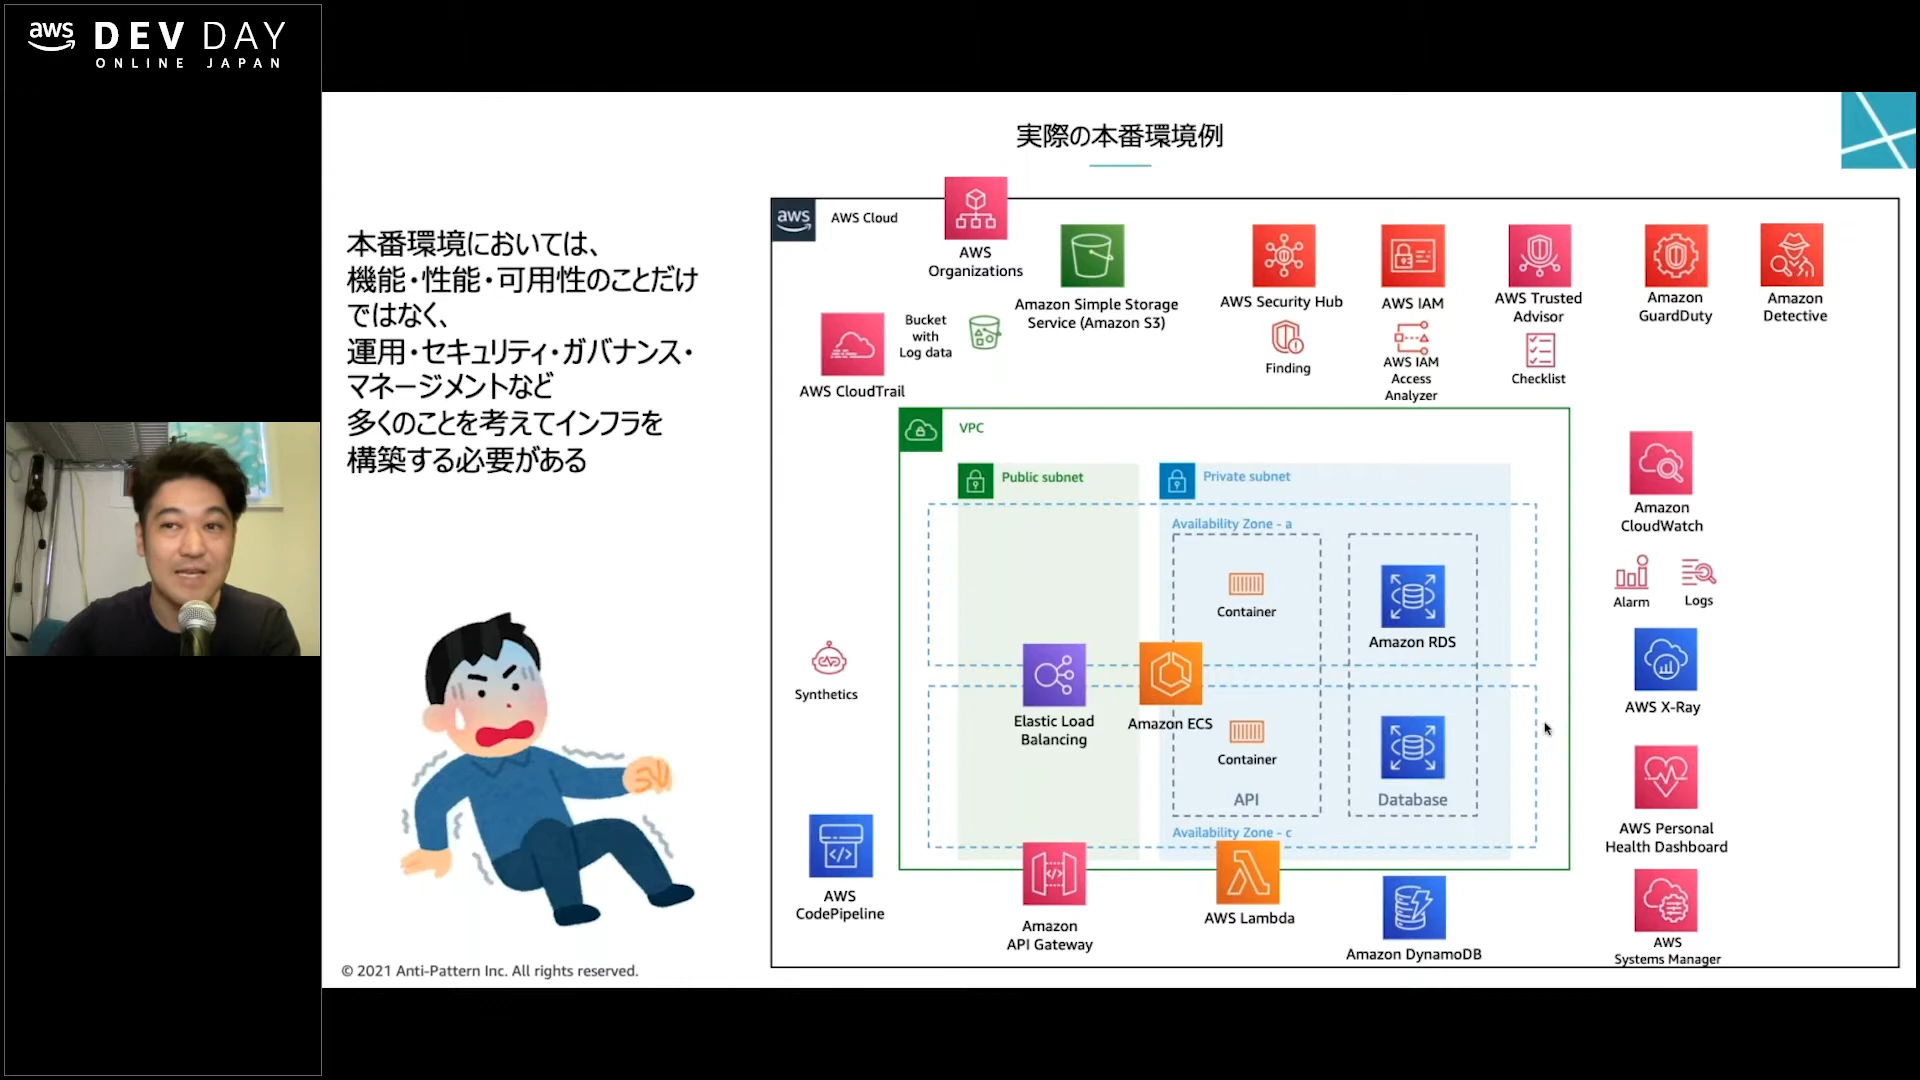 aws DEV DAY
ONLINE JAPAN
実際の本番環境例
本番環境においては、
機能・性能・可用性のことだけ
ではなく、
運用・セキュリティ・ガバナンス・
マネージメントなど
多くのことを考えてインフラを
構築する必要がある
© 2021 Anti-Pattern Inc. All rights reserved.
aws
AWS Cloud
AWS
Organizations
Amazon Simple Storage
Service (Amazon S3)
AWS Security Hub
Finding
AWS IAM
AWS IAM
Access
Analyzer
AWS Trusted
Advisor
Checklist
Amazon
GuardDuty
Amazon
Detective
Bucket
with
Log data
AWS CloudTrail
VPC
Public subnet
Private subnet
Availability Zone - a
Container
Amazon RDS
Elastic Load
Balancing
Amazon ECS
Container
API
Database
Availability Zone - c
Synthetics
AWS
CodePipeline
Amazon
API Gateway
AWS Lambda
Amazon DynamoDB
Amazon
CloudWatch
Alarm
Logs
AWS X-Ray
AWS Personal
Health Dashboard
AWS
Systems Manager